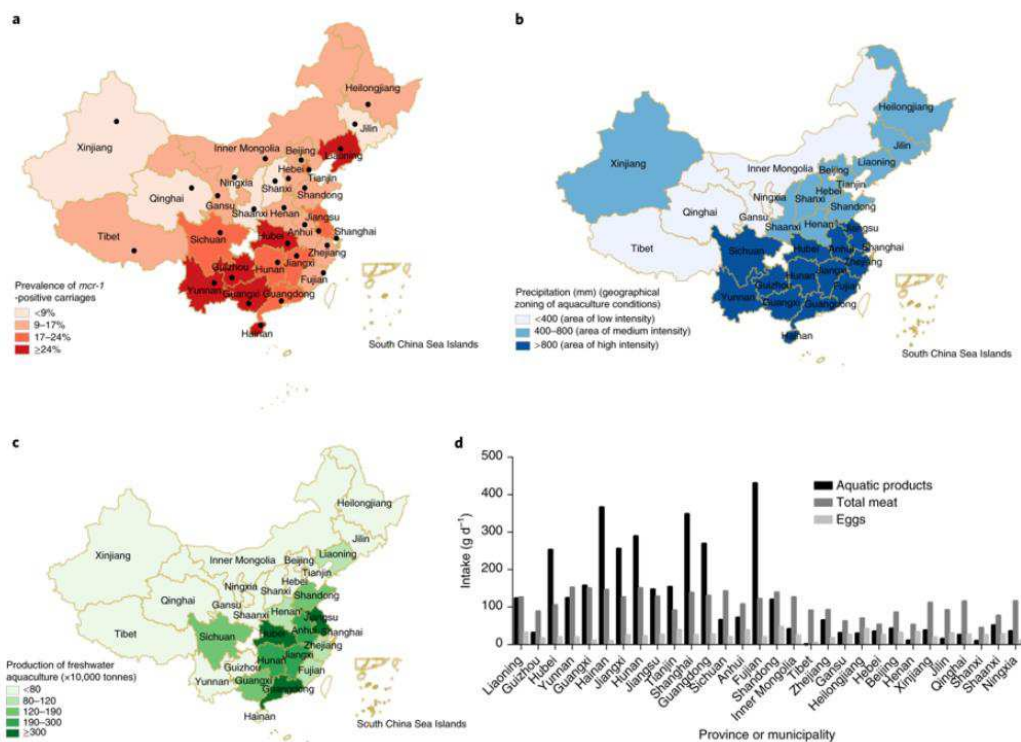 a
Heilongjiang
Jilin
Xinjiang
Inner Mongolia
Beijing
Liaoning
Hebei
Tianjin
Ningxia
Shanxi
Qinghai
Shandong
Gansu
Shaanxi
Henan
Jiangsu
Tibet
Sichuan
Hubei
Anhui
Shanghai
Zhejiang
Guizhou
Hunan
Jiangxi
Fujian
Yunnan
Guangxi
Guangdong
Hainan
Prevalence of mcr-1
-positive carriages
<9%
9–17%
17–24%
≥24%
South China Sea Islands
b
Heilongjiang
Jilin
Xinjiang
Liaoning
Inner Mongolia
Beijing
Tianjin
Hebei
Ningxia
Shanxi
Qinghai
Shandong
Gansu
Shaanxi
Henan
Jiangsu
Tibet
Sichuan
Hubei
Anhui
Shanghai
Zhejiang
Hunan
Jiangxi
Guizhou
Fujian
Yunnan
Guangxi
Guangdong
Hainan
Precipitation (mm) (geographical
zoning of aquaculture conditions)
<400 (area of low intensity)
400–800 (area of medium intensity)
>800 (area of high intensity)
South China Sea Islands
c
Heilongjiang
Jilin
Xinjiang
Liaoning
Inner Mongolia
Beijing
Tianjin
Hebei
Ningxia
Shanxi
Qinghai
Shandong
Gansu
Shaanxi
Henan
Jiangsu
Tibet
Sichuan
Hubei
Anhui
Shanghai
Zhejiang
Hunan
Jiangxi
Guizhou
Fujian
Yunnan
Guangxi
Guangdong
Hainan
Production of freshwater
aquaculture (×10,000 tonnes)
<80
80–120
120–190
190–300
≥300
South China Sea Islands
d
500
400
300
200
100
0
Intake (g d⁻¹)
Aquatic products
Total meat
Eggs
Liaoning
Guizhou
Hubei
Yunnan
Guangxi
Hainan
Jiangxi
Hunan
Jiangsu
Tianjin
Shanghai
Guangdong
Sichuan
Anhui
Fujian
Shandong
Inner Mongolia
Tibet
Zhejiang
Gansu
Heilongjiang
Hebei
Beijing
Henan
Xinjiang
Jilin
Qinghai
Shanxi
Shaanxi
Ningxia
Province or municipality